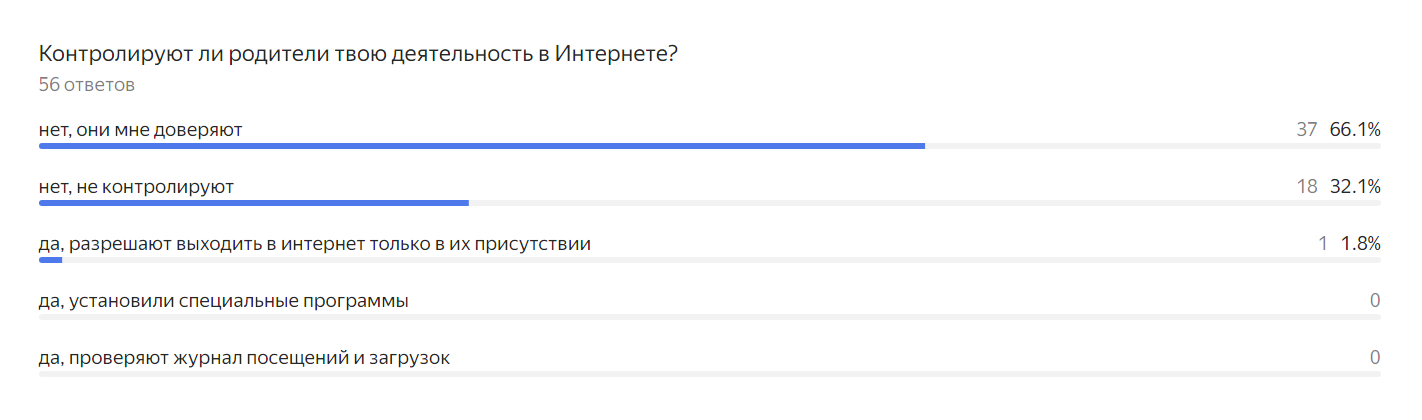 Контролируют ли родители твою деятельность в Интернете?
56 ответов
нет, они мне доверяют 37 66.1%
нет, не контролируют 18 32.1%
да, разрешают выходить в интернет только в их присутствии 1 1.8%
да, установили специальные программы 0
да, проверяют журнал посещений и загрузок 0